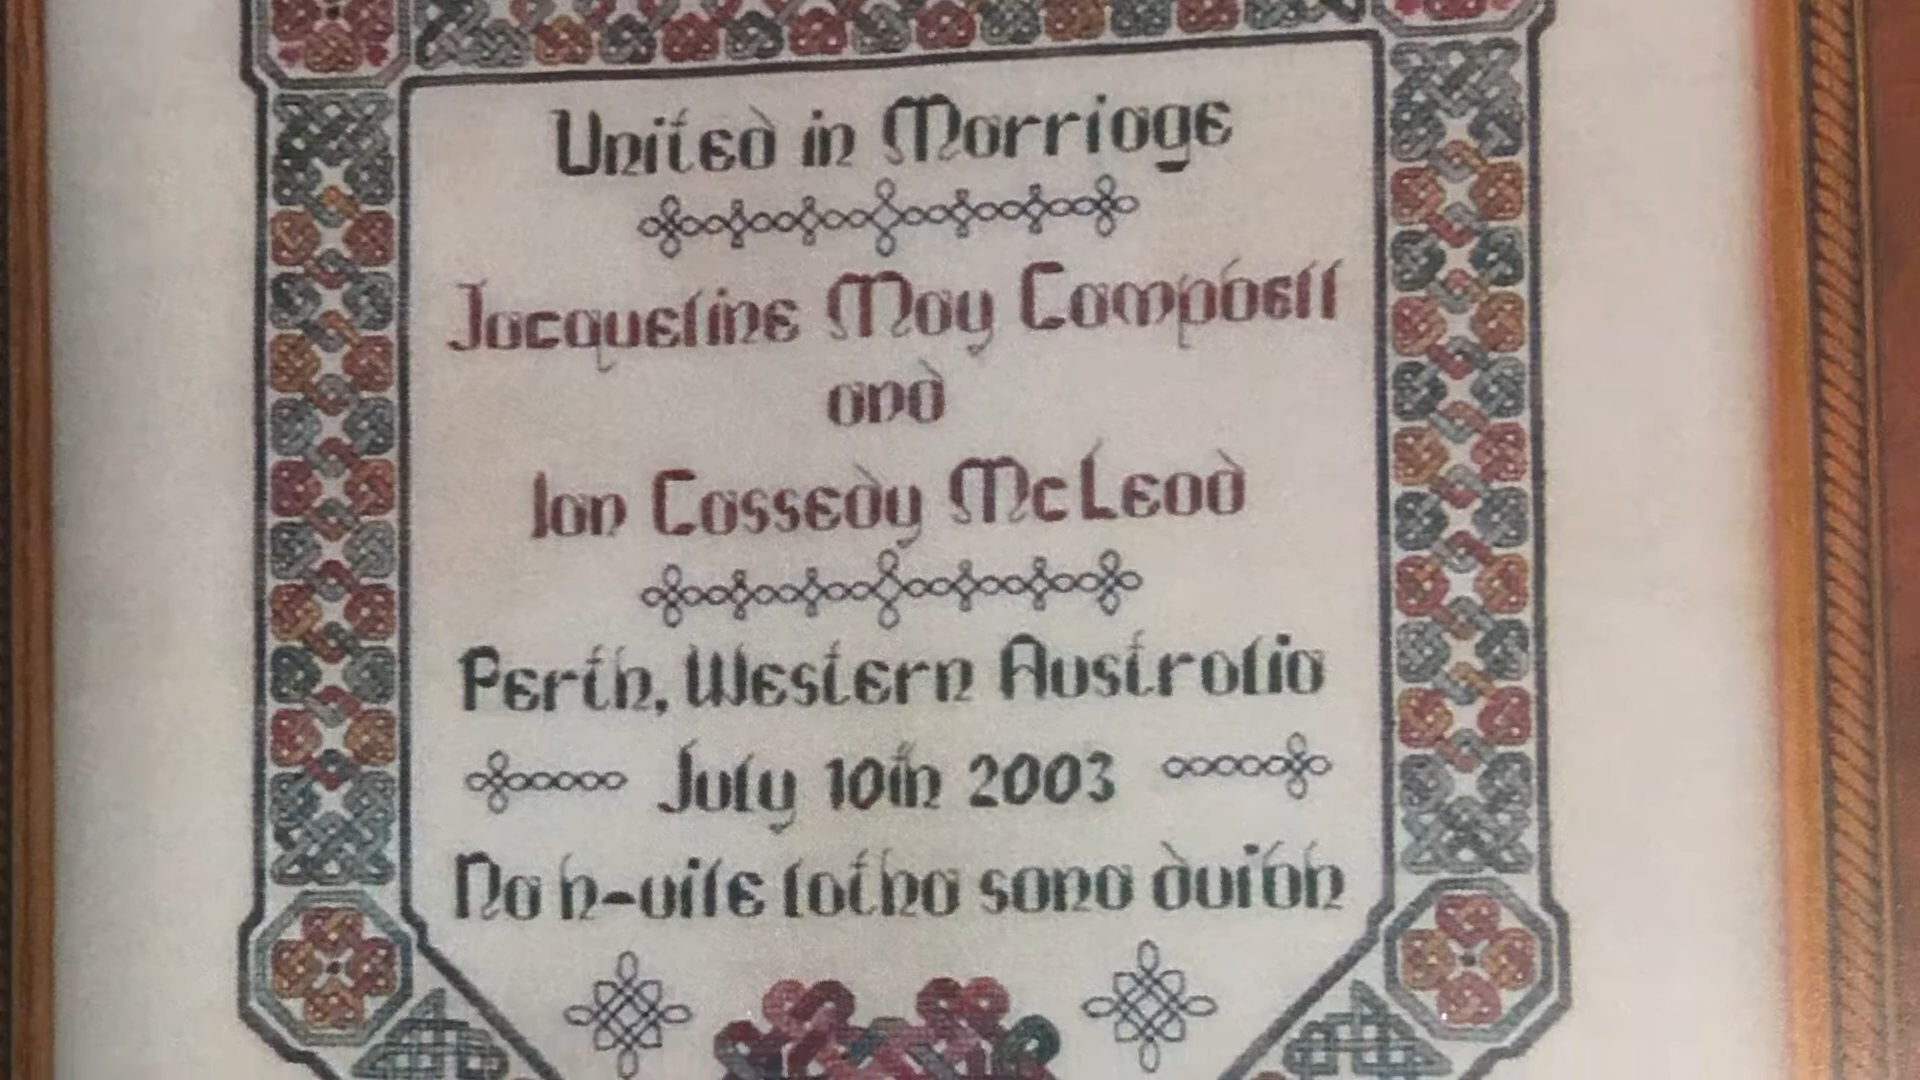 United in Marriage
Jacqueline May Campbell
and
Ian Cassedy McLeod
Perth, Western Australia
July 10th 2003
Na h-uile latha sona duibh